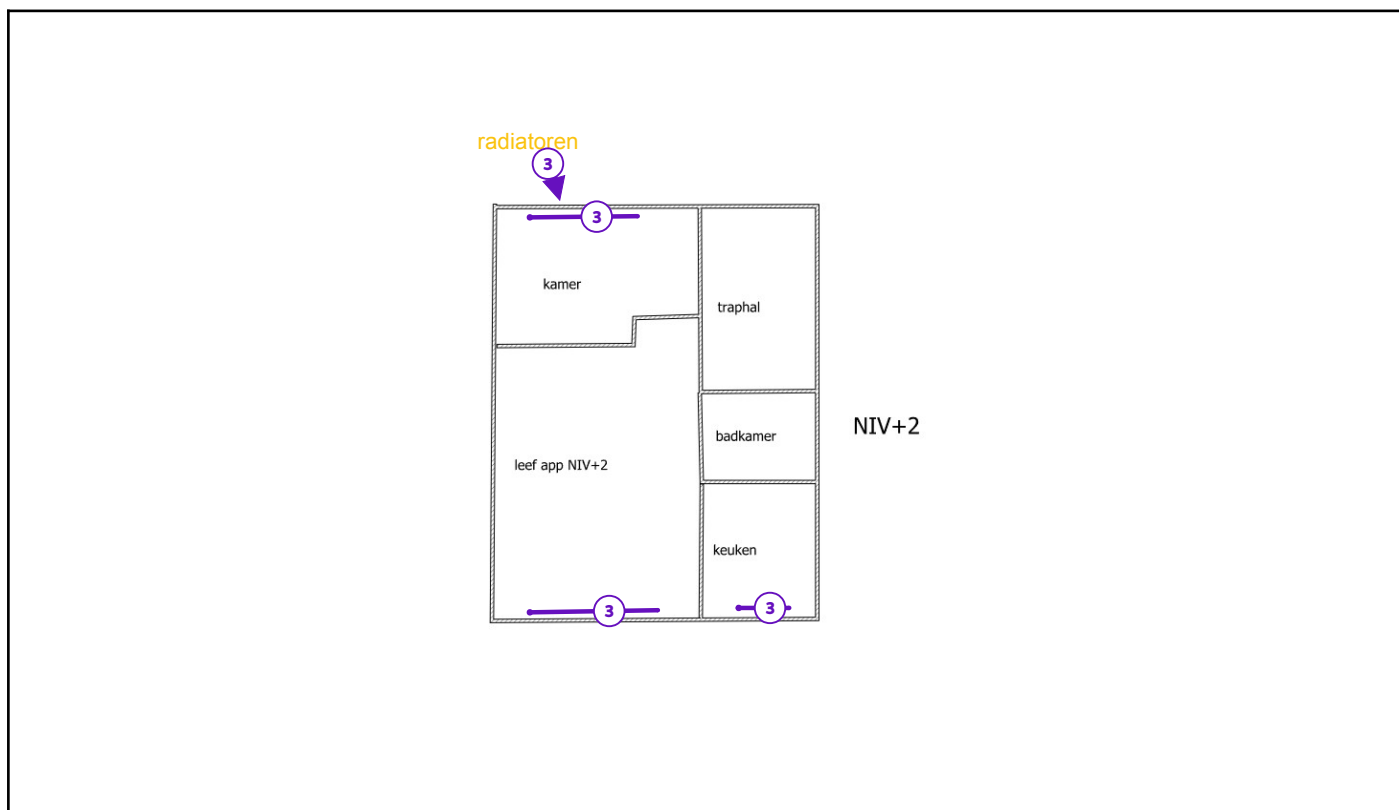 radiatoren
3
3
kamer
traphal
NIV+2
badkamer
leef app NIV+2
keuken
3
3